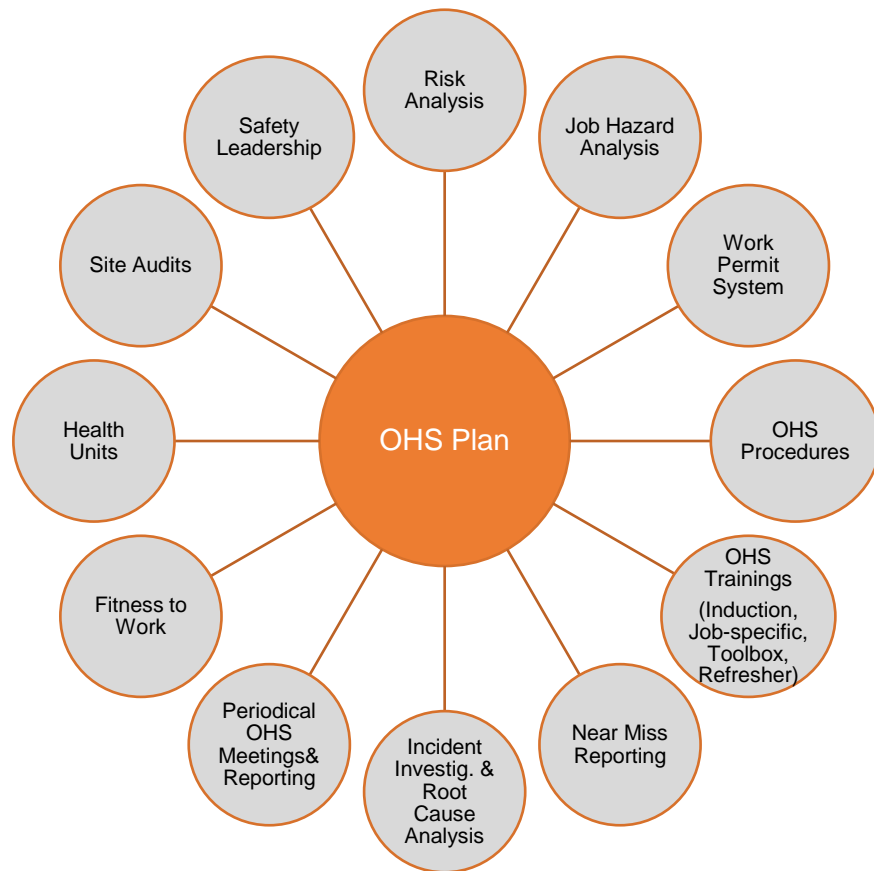 Risk
Analysis
Job Hazard
Analysis
Work
Permit
System
OHS
Procedures
OHS
Trainings
(Induction,
Job-specific,
Toolbox,
Refresher)
Near Miss
Reporting
Incident
Investig. &
Root
Cause
Analysis
Periodical
OHS
Meetings&
Reporting
Fitness to
Work
Health
Units
Site Audits
Safety
Leadership
OHS Plan